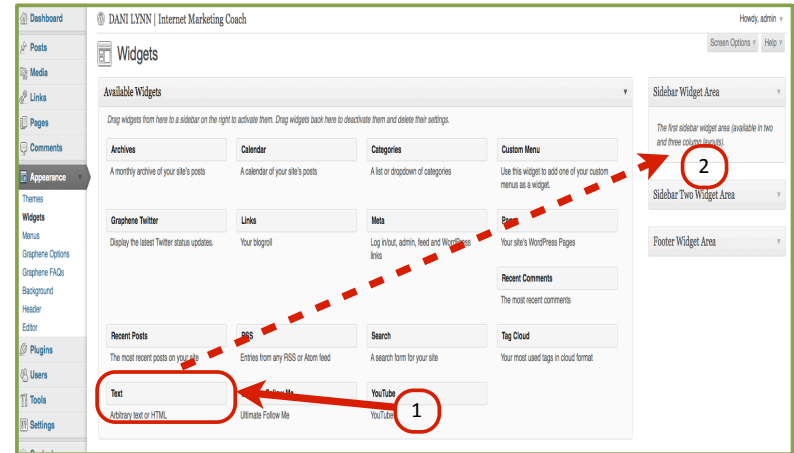 Dashboard
DANI LYNN | Internet Marketing Coach
Howdy, admin
Posts
Media
Links
Pages
Comments
Appearance
Themes
Widgets
Menus
Graphene Options
Graphene FAQs
Background
Header
Editor
Plugins
Users
Tools
Settings
Widgets
Screen Options
Help
Available Widgets
Drag widgets from here to a sidebar on the right to activate them. Drag widgets back here to deactivate them and delete their settings.
Archives
A monthly archive of your site's posts
Calendar
A calendar of your site's posts
Categories
A list or dropdown of categories
Custom Menu
Use this widget to add one of your custom
menus as a widget.
Graphene Twitter
Display the latest Twitter status updates.
Links
Your blogroll
Meta
Log in/out, admin, feed and WordPress
links
Pages
Your site's WordPress Pages
Recent Comments
The most recent comments
Recent Posts
The most recent posts on your site
RSS
Entries from any RSS or Atom feed
Search
A search form for your site
Tag Cloud
Your most used tags in cloud format
Text
Arbitrary text or HTML
Follow Me
Ultimate Follow Me
YouTube
YouTube
1
Sidebar Widget Area
The first sidebar widget area (available in two
and three column layouts).
2
Sidebar Two Widget Area
Footer Widget Area